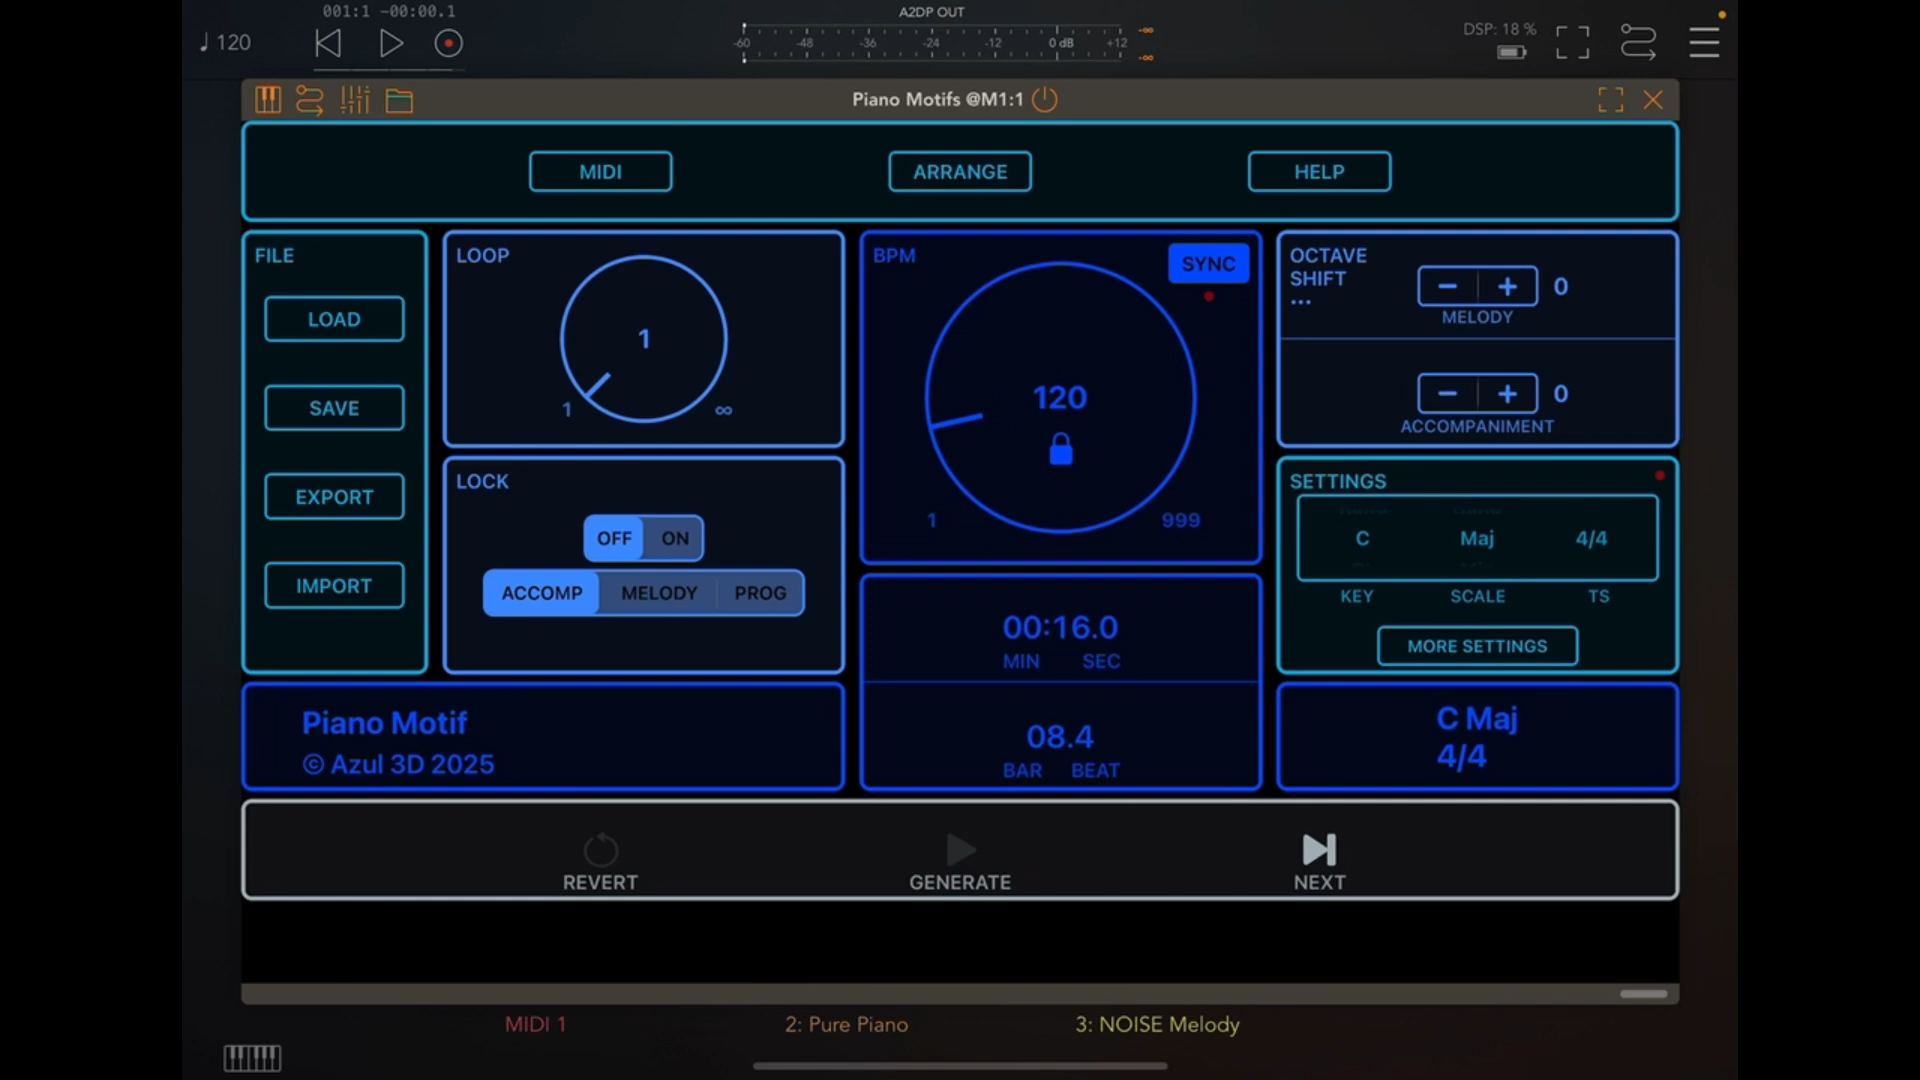 001:1 -00:00.1
♩ 120
A2DP OUT
-60 -48 -36 -24 -12 0 dB +12
-∞
-∞
DSP: 18 %
Piano Motifs @M1:1
MIDI
ARRANGE
HELP
FILE
LOAD
SAVE
EXPORT
IMPORT
LOOP
1
1 ∞
LOCK
OFF ON
ACCOMP MELODY PROG
BPM
SYNC
120
1 999
00:16.0
MIN SEC
08.4
BAR BEAT
OCTAVE
SHIFT
...
− + 0
MELODY
− + 0
ACCOMPANIMENT
SETTINGS
C Maj 4/4
KEY SCALE TS
MORE SETTINGS
Piano Motif
© Azul 3D 2025
C Maj
4/4
REVERT
GENERATE
NEXT
MIDI 1
2: Pure Piano
3: NOISE Melody